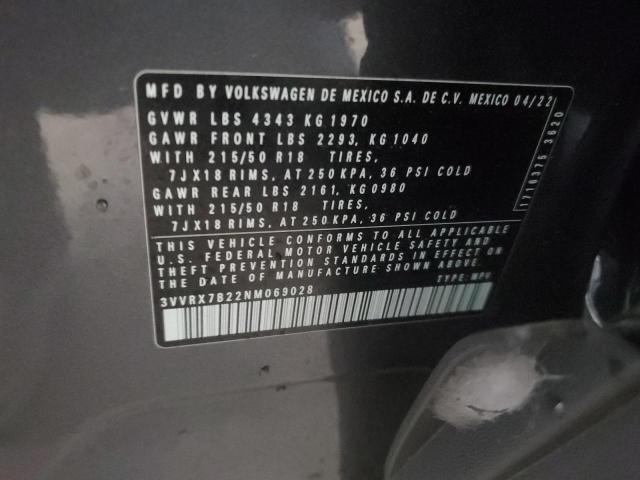 MFD BY VOLKSWAGEN DE MEXICO S.A. DE C.V. MEXICO 04/22
GVWR LBS 4343 KG 1970
GAWR FRONT LBS 2293, KG 1040
WITH 215/50 R18 TIRES,
7JX18 RIMS, AT 250 KPA, 36 PSI COLD
GAWR REAR LBS 2161, KG 0980
WITH 215/50 R18 TIRES,
7JX18 RIMS, AT 250 KPA, 36 PSI COLD
THIS VEHICLE CONFORMS TO ALL APPLICABLE
U.S. FEDERAL MOTOR VEHICLE SAFETY AND
THEFT PREVENTION STANDARDS IN EFFECT ON
THE DATE OF MANUFACTURE SHOWN ABOVE.
3VVRX7B22NM069028 TYPE: MPV
1710375 3620